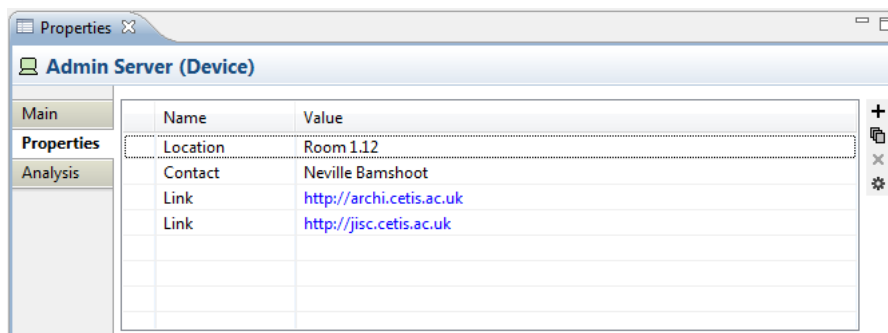 Properties
Admin Server (Device)
Main
Properties
Analysis
Name Value
Location Room 1.12
Contact Neville Bamshoot
Link http://archi.cetis.ac.uk
Link http://jisc.cetis.ac.uk